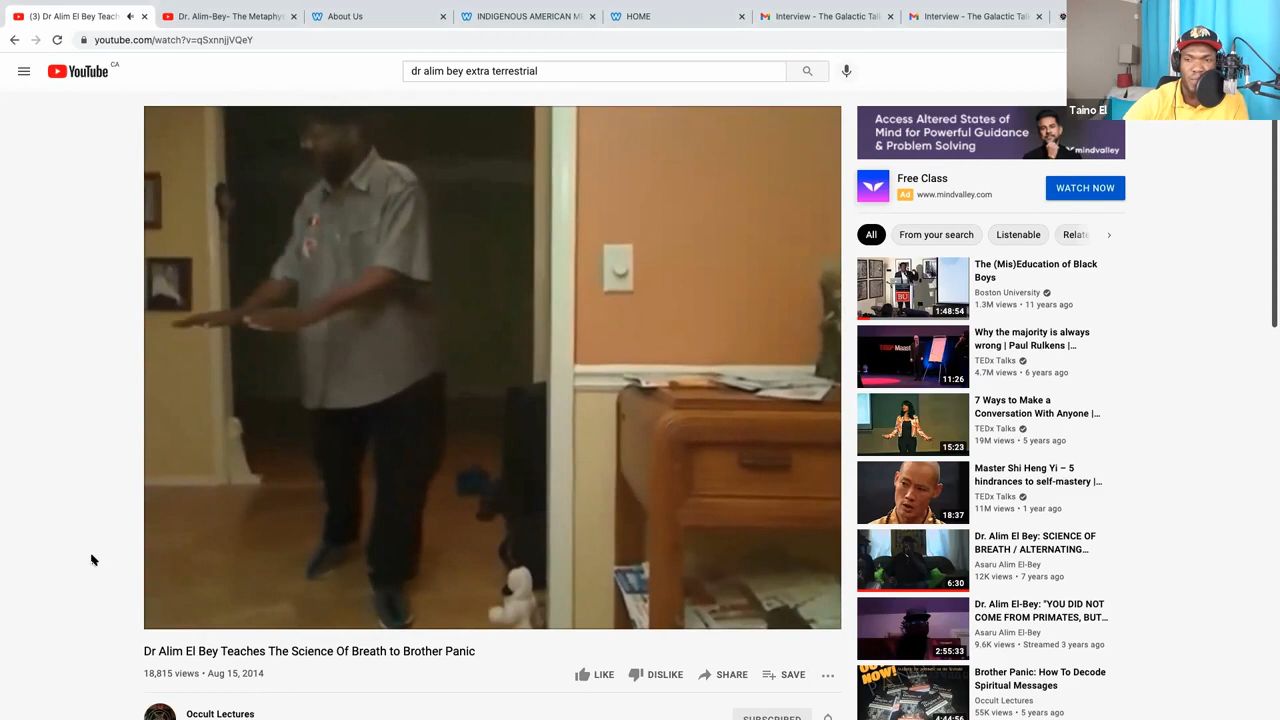 (3) Dr Alim El Bey Teach
Dr. Alim-Bey- The Metaphys
About Us
INDIGENOUS AMERICAN M
HOME
Interview - The Galactic Tal
Interview - The Galactic Tal
youtube.com/watch?v=qSxnnjjVQeY
YouTube CA
dr alim bey extra terrestrial
Taino El
Access Altered States of
Mind for Powerful Guidance
& Problem Solving
mindvalley
Free Class
Ad www.mindvalley.com
WATCH NOW
All
From your search
Listenable
Relate
The (Mis)Education of Black
Boys
Boston University
1.3M views • 11 years ago
1:48:54
Why the majority is always
wrong | Paul Rulkens |...
TEDx Talks
4.7M views • 6 years ago
11:26
7 Ways to Make a
Conversation With Anyone |...
TEDx Talks
19M views • 5 years ago
15:23
Master Shi Heng Yi – 5
hindrances to self-mastery |...
TEDx Talks
11M views • 1 year ago
18:37
Dr. Alim El Bey: SCIENCE OF
BREATH / ALTERNATING...
Asaru Alim El-Bey
12K views • 7 years ago
6:30
Dr. Alim El-Bey: "YOU DID NOT
COME FROM PRIMATES, BUT...
Asaru Alim El-Bey
9.6K views • Streamed 3 years ago
2:55:33
Brother Panic: How To Decode
Spiritual Messages
Occult Lectures
55K views • 5 years ago
4:44:56
Dr Alim El Bey Teaches The Power Of Breath To Brother Panic
18,815 views • Aug 15, 2014
LIKE
DISLIKE
SHARE
SAVE
Occult Lectures
SUBSCRIBED